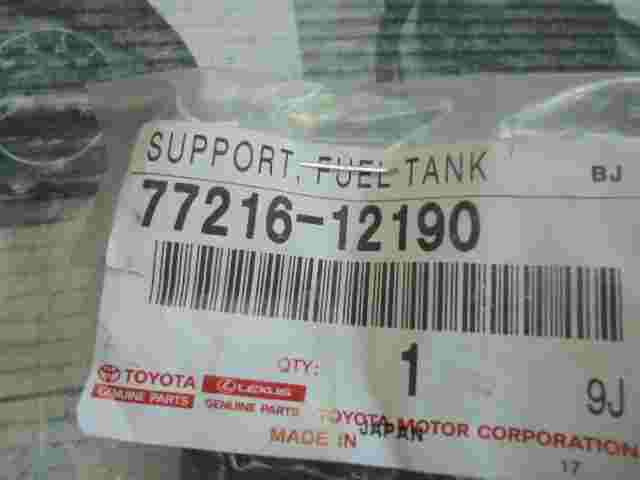 SUPPORT, FUEL TANK BJ
77216-12190
QTY: 1 9J
TOYOTA LEXUS
GENUINE PARTS GENUINE PARTS TOYOTA MOTOR CORPORATION
MADE IN JAPAN 17